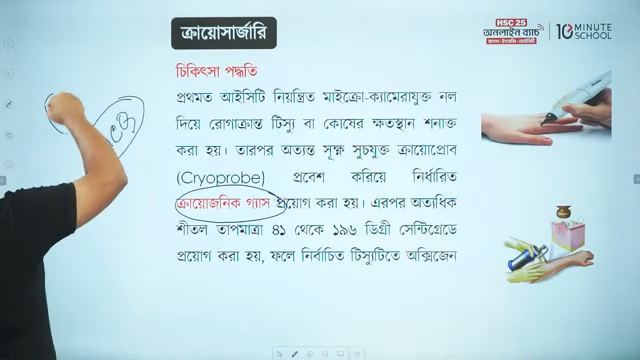 ক্রায়োসার্জারি
HSC 25
অনলাইন ব্যাচ
বাংলা · ইংরেজি · আইসিটি
10 MINUTE SCHOOL
চিকিৎসা পদ্ধতি
প্রথমত আইসিটি নিয়ন্ত্রিত মাইক্রো-ক্যামেরাযুক্ত নল
দিয়ে রোগাক্রান্ত টিস্যু বা কোষের ক্ষতস্থান শনাক্ত
করা হয়। তারপর অত্যন্ত সূক্ষ্ম সুচযুক্ত ক্রায়োপ্রোব
(Cryoprobe) প্রবেশ করিয়ে নির্ধারিত
ক্রায়োজনিক গ্যাস প্রয়োগ করা হয়। এরপর অত্যধিক
শীতল তাপমাত্রা ৪১ থেকে ১৯৬ ডিগ্রী সেন্টিগ্রেডে
প্রয়োগ করা হয়, ফলে নির্বাচিত টিস্যুটিতে অক্সিজেন